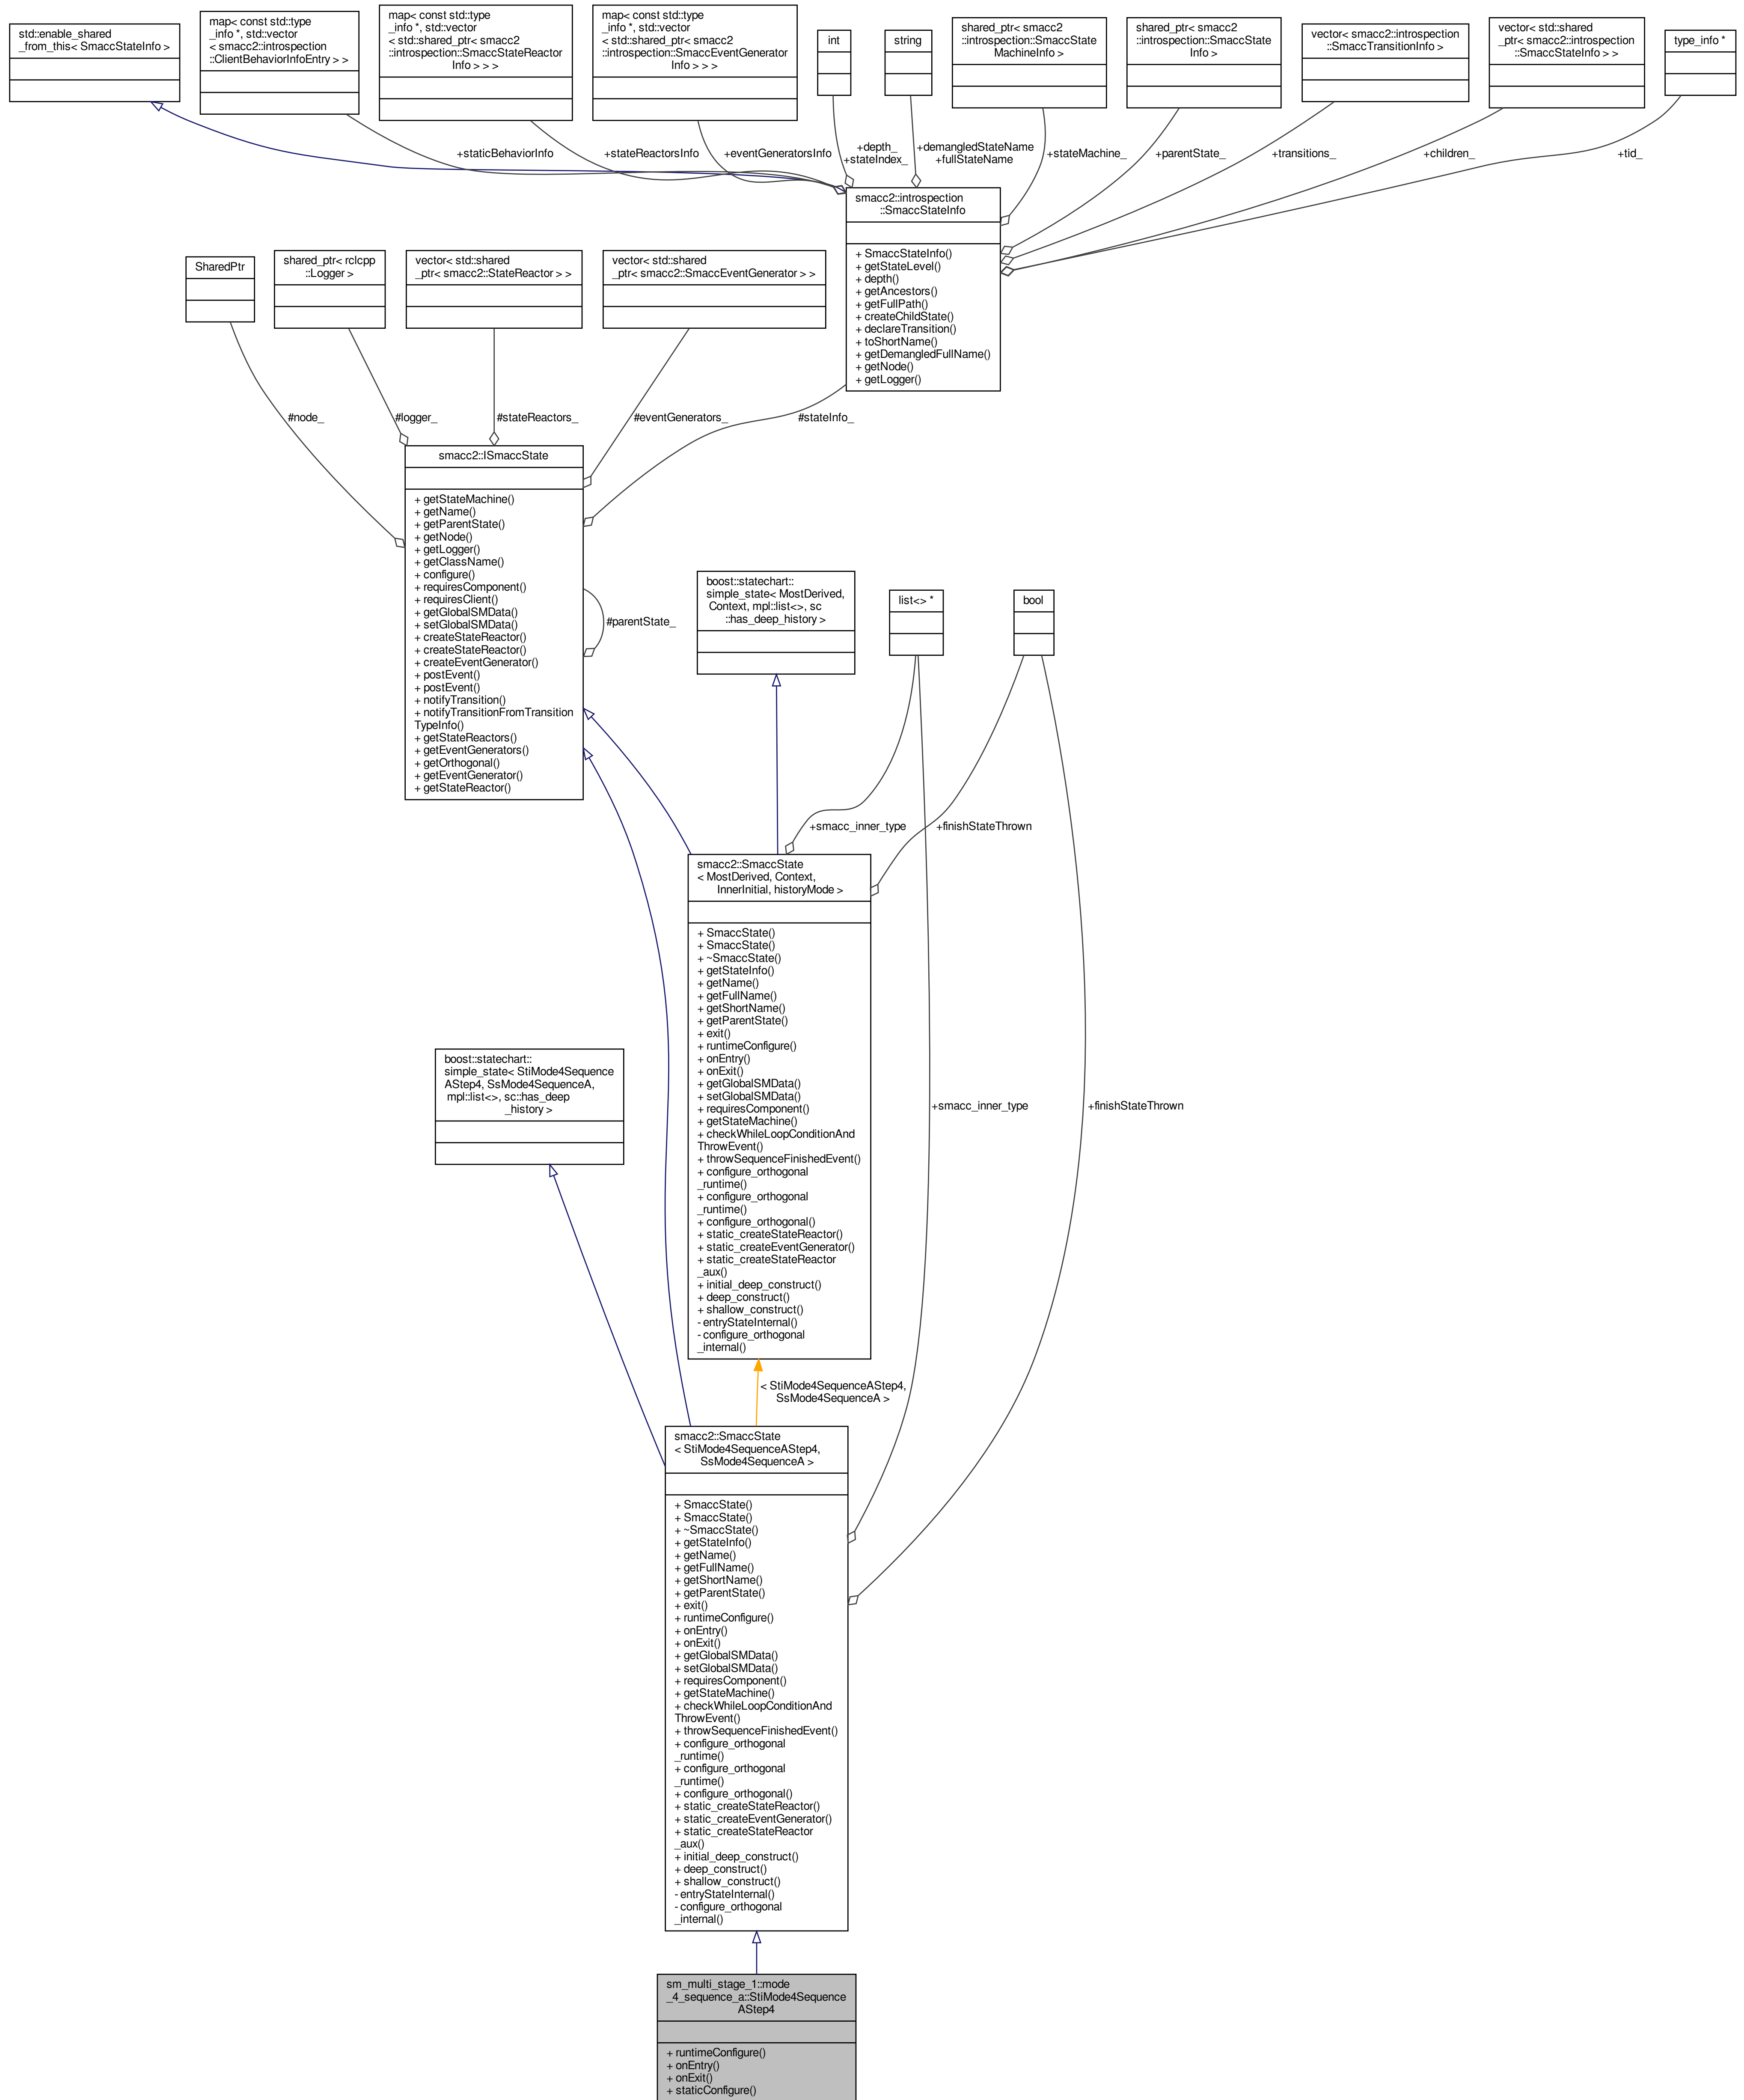 std::enable_shared
_from_this< SmaccStateInfo >
map< const std::type
_info *, std::vector
< smacc2::introspection
::ClientBehaviorInfoEntry > >
map< const std::type
_info *, std::vector
< std::shared_ptr< smacc2
::introspection::SmaccStateReactor
Info > > >
map< const std::type
_info *, std::vector
< std::shared_ptr< smacc2
::introspection::SmaccEventGenerator
Info > > >
int
string
shared_ptr< smacc2
::introspection::SmaccState
MachineInfo >
shared_ptr< smacc2
::introspection::SmaccState
Info >
vector< smacc2::introspection
::SmaccTransitionInfo >
vector< std::shared
_ptr< smacc2::introspection
::SmaccStateInfo > >
type_info *
+staticBehaviorInfo
+stateReactorsInfo
+eventGeneratorsInfo
+depth_
+stateIndex_
+demangledStateName
+fullStateName
+stateMachine_
+parentState_
+transitions_
+children_
+tid_
smacc2::introspection
::SmaccStateInfo
+ SmaccStateInfo()
+ getStateLevel()
+ depth()
+ getAncestors()
+ getFullPath()
+ createChildState()
+ declareTransition()
+ toShortName()
+ getDemangledFullName()
+ getNode()
+ getLogger()
SharedPtr
shared_ptr< rclcpp
::Logger >
vector< std::shared
_ptr< smacc2::StateReactor > >
vector< std::shared
_ptr< smacc2::SmaccEventGenerator > >
#node_
#logger_
#stateReactors_
#eventGenerators_
#stateInfo_
smacc2::ISmaccState
+ getStateMachine()
+ getName()
+ getParentState()
+ getNode()
+ getLogger()
+ getClassName()
+ configure()
+ requiresComponent()
+ requiresClient()
+ getGlobalSMData()
+ setGlobalSMData()
+ createStateReactor()
+ createStateReactor()
+ createEventGenerator()
+ postEvent()
+ postEvent()
+ notifyTransition()
+ notifyTransitionFromTransition
TypeInfo()
+ getStateReactors()
+ getEventGenerators()
+ getOrthogonal()
+ getEventGenerator()
+ getStateReactor()
#parentState_
boost::statechart::
simple_state< MostDerived,
Context, mpl::list<>, sc
::has_deep_history >
list<> *
bool
+smacc_inner_type
+finishStateThrown
smacc2::SmaccState
< MostDerived, Context,
InnerInitial, historyMode >
+ SmaccState()
+ SmaccState()
+ ~SmaccState()
+ getStateInfo()
+ getName()
+ getFullName()
+ getShortName()
+ getParentState()
+ exit()
+ runtimeConfigure()
+ onEntry()
+ onExit()
+ getGlobalSMData()
+ setGlobalSMData()
+ requiresComponent()
+ getStateMachine()
+ checkWhileLoopConditionAnd
ThrowEvent()
+ throwSequenceFinishedEvent()
+ configure_orthogonal
_runtime()
+ configure_orthogonal
_runtime()
+ configure_orthogonal()
+ static_createStateReactor()
+ static_createEventGenerator()
+ static_createStateReactor
_aux()
+ initial_deep_construct()
+ deep_construct()
+ shallow_construct()
- entryStateInternal()
- configure_orthogonal
_internal()
boost::statechart::
simple_state< StiMode4Sequence
AStep4, SsMode4SequenceA,
mpl::list<>, sc::has_deep
_history >
+smacc_inner_type
+finishStateThrown
< StiMode4SequenceAStep4,
SsMode4SequenceA >
smacc2::SmaccState
< StiMode4SequenceAStep4,
SsMode4SequenceA >
+ SmaccState()
+ SmaccState()
+ ~SmaccState()
+ getStateInfo()
+ getName()
+ getFullName()
+ getShortName()
+ getParentState()
+ exit()
+ runtimeConfigure()
+ onEntry()
+ onExit()
+ getGlobalSMData()
+ setGlobalSMData()
+ requiresComponent()
+ getStateMachine()
+ checkWhileLoopConditionAnd
ThrowEvent()
+ throwSequenceFinishedEvent()
+ configure_orthogonal
_runtime()
+ configure_orthogonal
_runtime()
+ configure_orthogonal()
+ static_createStateReactor()
+ static_createEventGenerator()
+ static_createStateReactor
_aux()
+ initial_deep_construct()
+ deep_construct()
+ shallow_construct()
- entryStateInternal()
- configure_orthogonal
_internal()
sm_multi_stage_1::mode
_4_sequence_a::StiMode4Sequence
AStep4
+ runtimeConfigure()
+ onEntry()
+ onExit()
+ staticConfigure()